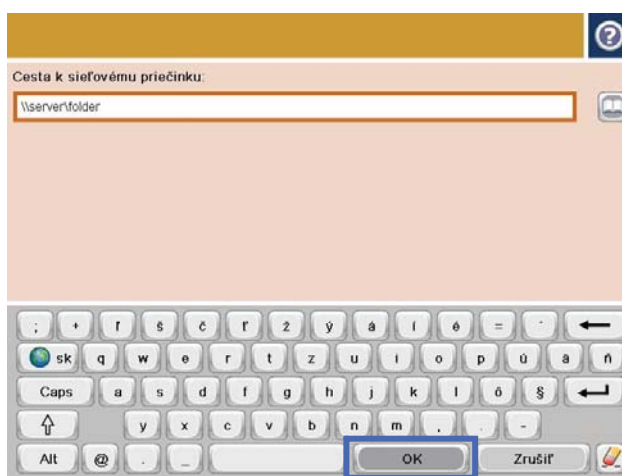 Cesta k sieťovému priečinku:
\\server\folder
; + ľ š č ť ž ý á í é = ´
sk q w e r t z u i o p ú ä ň
Caps a s d f g h j k l ô §
y x c v b n m , . -
Alt @ . _ OK Zrušiť